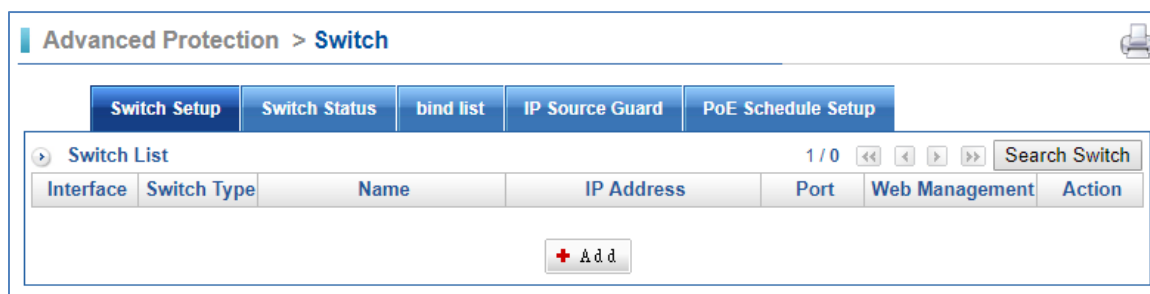 Advanced Protection > Switch
Switch Setup Switch Status bind list IP Source Guard PoE Schedule Setup
Switch List 1 / 0 Search Switch
Interface Switch Type Name IP Address Port Web Management Action
Add